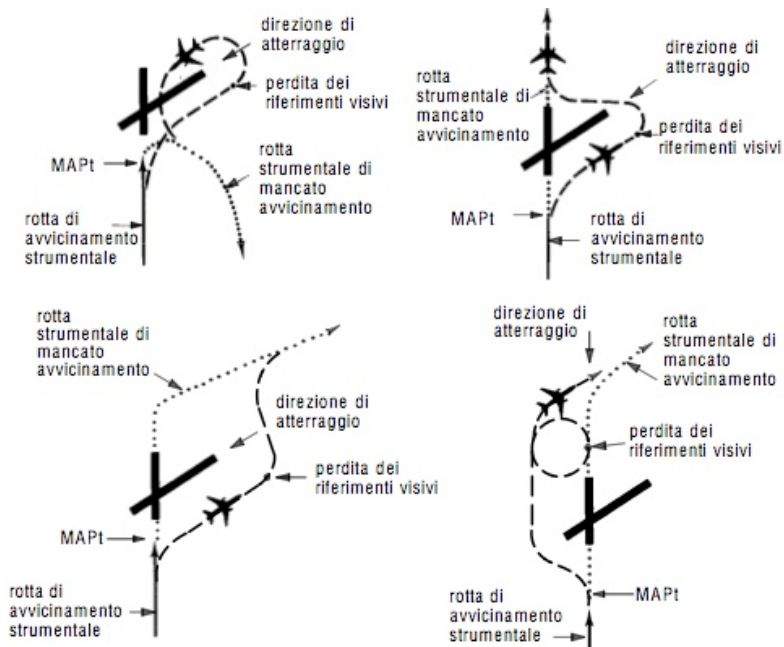 direzione di
atterraggio
perdita dei
riferimenti visivi
MAPt
rotta
strumentale di
mancato
avvicinamento
rotta di
avvicinamento
strumentale
rotta
strumentale di
mancato
avvicinamento
direzione di
atterraggio
perdita dei
riferimenti visivi
MAPt
rotta di
avvicinamento
strumentale
rotta
strumentale di
mancato
avvicinamento
direzione di
atterraggio
perdita dei
riferimenti visivi
MAPt
rotta di
avvicinamento
strumentale
direzione di
atterraggio
rotta
strumentale di
mancato
avvicinamento
perdita dei
riferimenti visivi
MAPt
rotta di
avvicinamento
strumentale